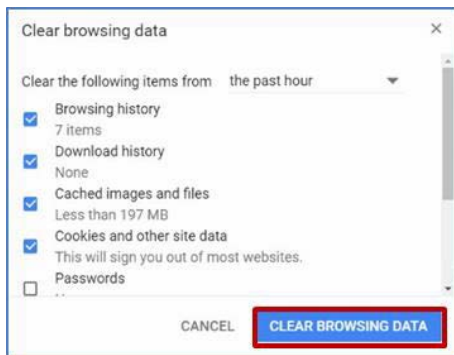 Clear browsing data
Clear the following items from the past hour
Browsing history
7 items
Download history
None
Cached images and files
Less than 197 MB
Cookies and other site data
This will sign you out of most websites.
Passwords
CANCEL CLEAR BROWSING DATA